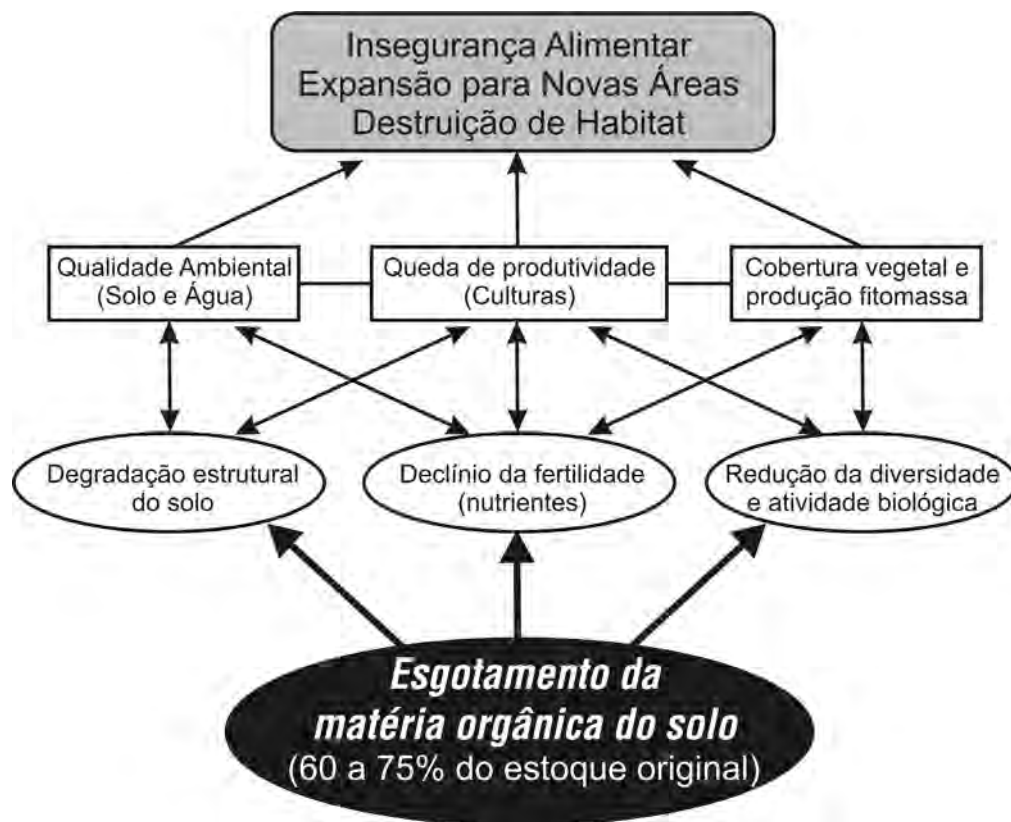 Insegurança Alimentar
Expansão para Novas Áreas
Destruição de Habitat
Qualidade Ambiental
(Solo e Água)
Queda de produtividade
(Culturas)
Cobertura vegetal e
produção fitomassa
Degradação estrutural
do solo
Declínio da fertilidade
(nutrientes)
Redução da diversidade
e atividade biológica
Esgotamento da
matéria orgânica do solo
(60 a 75% do estoque original)